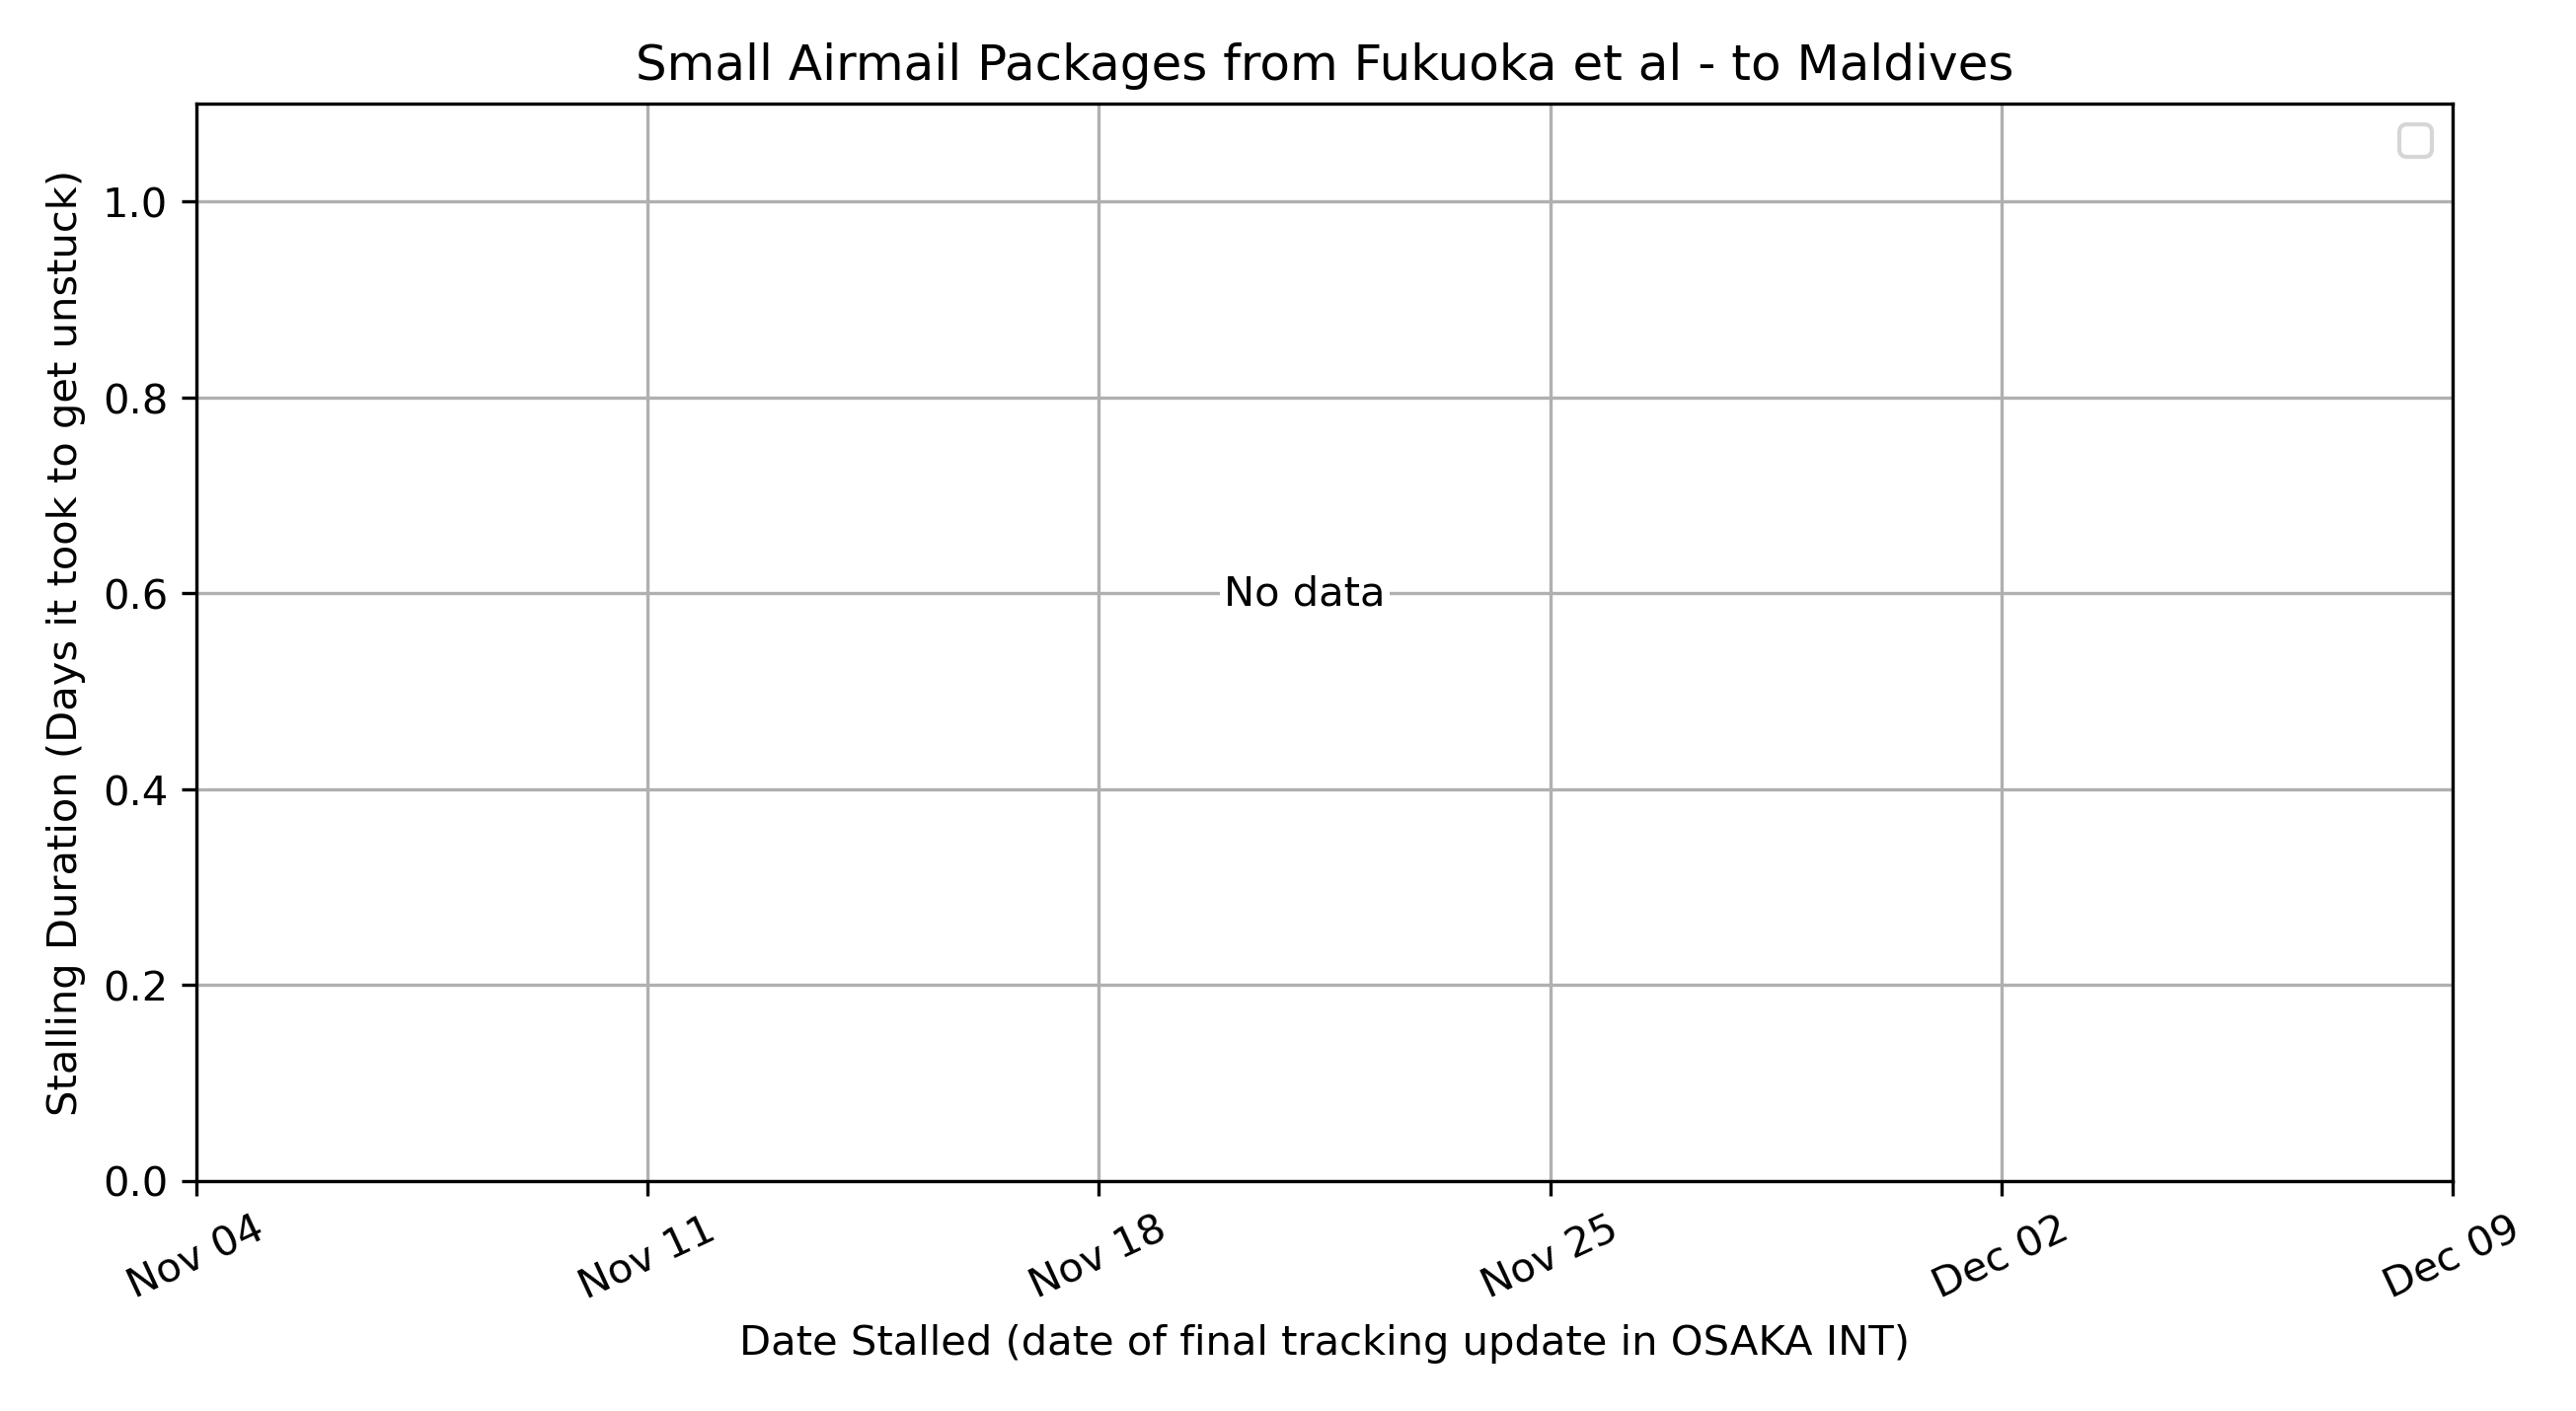 Small Airmail Packages from Fukuoka et al - to Maldives
Stalling Duration (Days it took to get unstuck)
1.0
0.8
0.6
0.4
0.2
0.0
No data
Nov 04
Nov 11
Nov 18
Nov 25
Dec 02
Dec 09
Date Stalled (date of final tracking update in OSAKA INT)